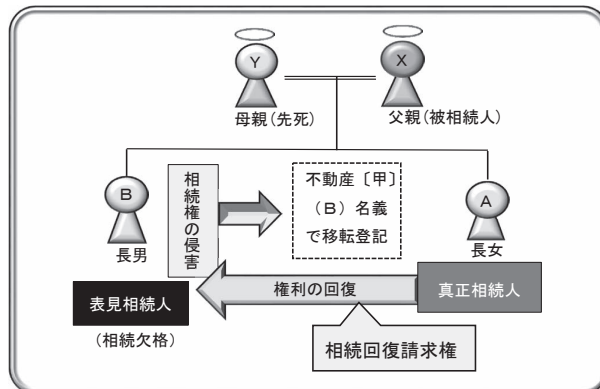 Y
X
母親(先死)
父親(被相続人)
B
相続権の侵害
不動産〔甲〕
(B)名義
で移転登記
A
長男
長女
表見相続人
(相続欠格)
権利の回復
真正相続人
相続回復請求権